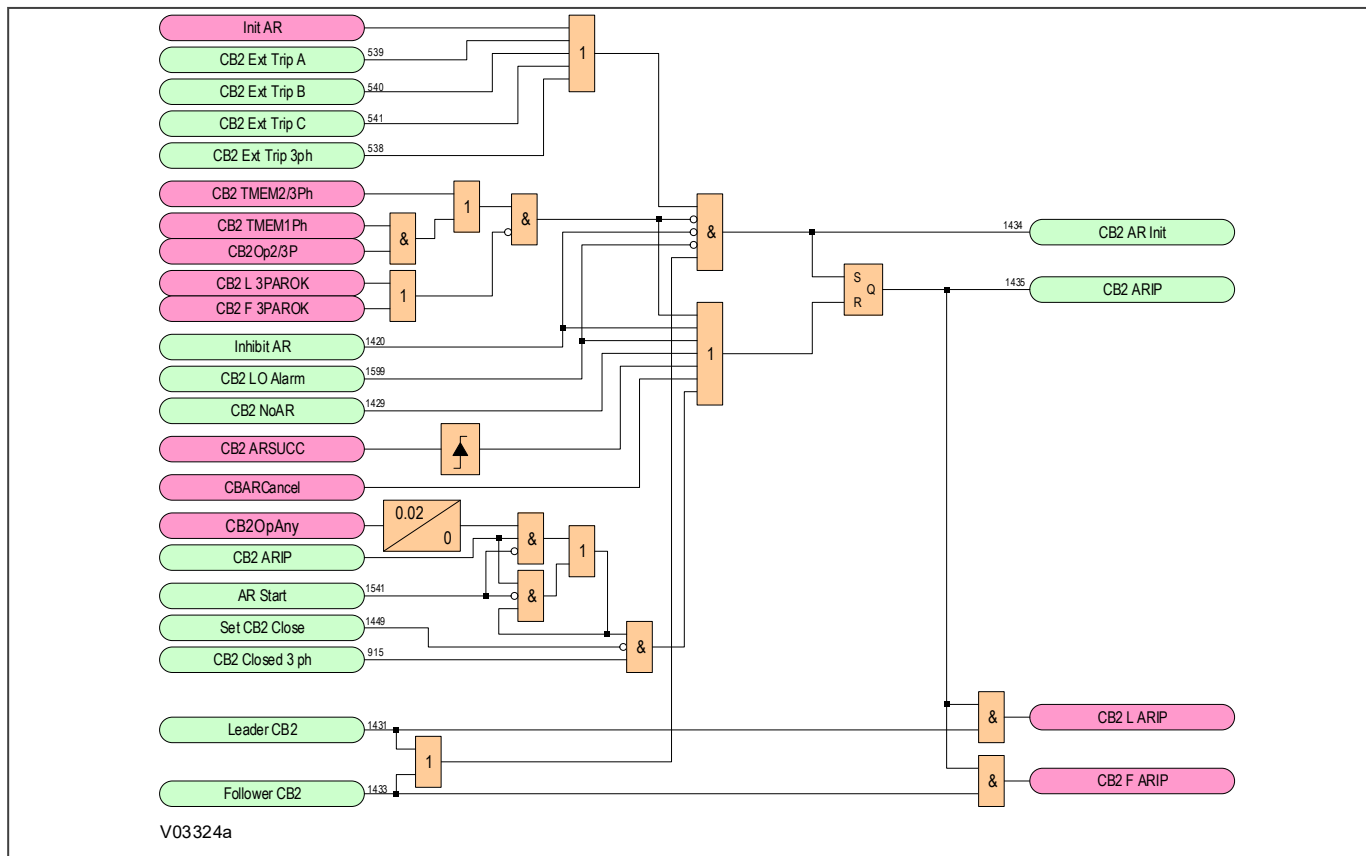 Init AR
CB2 Ext Trip A
539
CB2 Ext Trip B
540
CB2 Ext Trip C
541
CB2 Ext Trip 3ph
538
1
CB2 TMEM2/3Ph
CB2 TMEM1Ph
CB2Op2/3P
&
1
&
CB2 L 3PAROK
CB2 F 3PAROK
1
Inhibit AR
1420
CB2 LO Alarm
1599
CB2 NoAR
1429
CB2 ARSUCC
CBARCancel
CB2OpAny
0.02
0
CB2 ARIP
AR Start
1541
Set CB2 Close
1449
CB2 Closed 3 ph
915
&
&
1
&
Leader CB2
1431
Follower CB2
1433
1
&
1
S
Q
R
1434
CB2 AR Init
1435
CB2 ARIP
&
CB2 L ARIP
&
CB2 F ARIP
V03324a